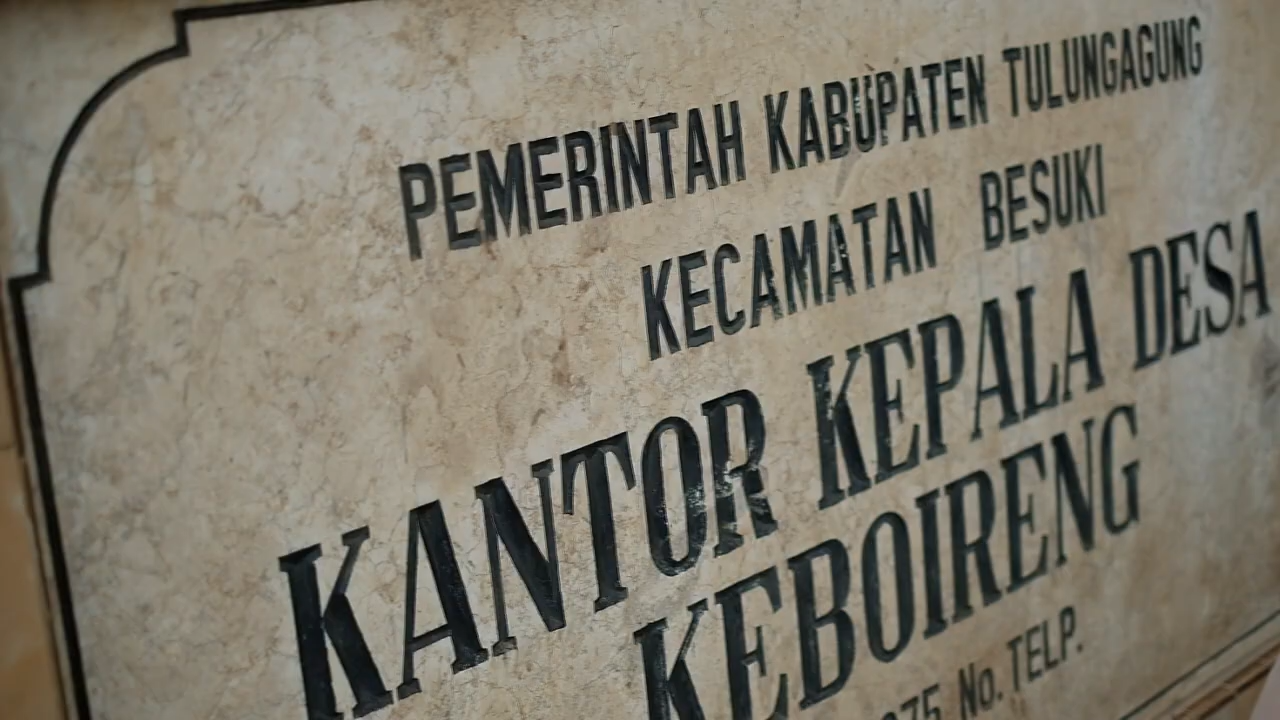 PEMERINTAH KABUPATEN TULUNGAGUNG
KECAMATAN BESUKI
KANTOR KEPALA DESA
KEBOIRENG
No. TELP.